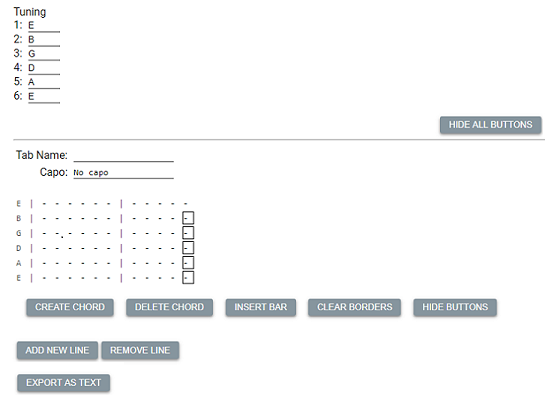 Tuning
1: E
2: B
3: G
4: D
5: A
6: E
HIDE ALL BUTTONS
Tab Name:
Capo: No capo
E | - - - - - - | - - - - -
B | - - - - - - | - - - - -
G | - - . - - - - | - - - - -
D | - - - - - - | - - - - -
A | - - - - - - | - - - - -
E | - - - - - - | - - - - -
CREATE CHORD DELETE CHORD INSERT BAR CLEAR BORDERS HIDE BUTTONS
ADD NEW LINE REMOVE LINE
EXPORT AS TEXT